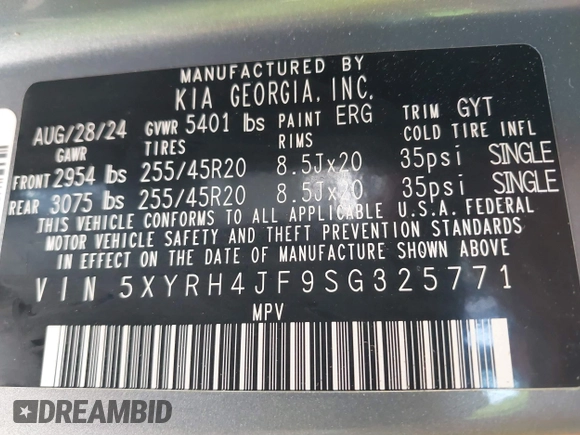 MANUFACTURED BY
KIA GEORGIA, INC.
AUG/28/24 GVWR 5401 lbs PAINT ERG TRIM GYT
GAWR TIRES RIMS COLD TIRE INFL
FRONT 2954 lbs 255/45R20 8.5Jx20 35psi SINGLE
REAR 3075 lbs 255/45R20 8.5Jx20 35psi SINGLE
THIS VEHICLE CONFORMS TO ALL APPLICABLE U.S.A. FEDERAL
MOTOR VEHICLE SAFETY AND THEFT PREVENTION STANDARDS
IN EFFECT ON THE DATE OF MANUFACTURE SHOWN ABOVE.
VIN 5XYRH4JF9SG325771
MPV
DREAMBID